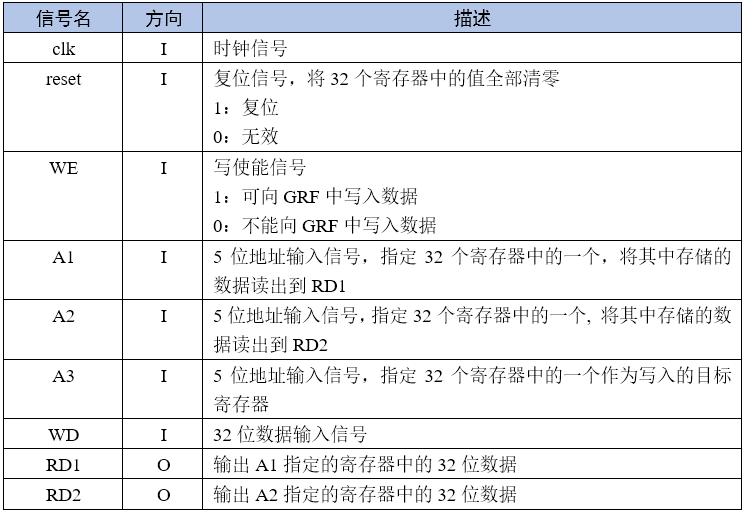 信号名 方向 描述
clk I 时钟信号
reset I 复位信号，将 32 个寄存器中的值全部清零
1：复位
0：无效
WE I 写使能信号
1：可向 GRF 中写入数据
0：不能向 GRF 中写入数据
A1 I 5 位地址输入信号，指定 32 个寄存器中的一个，将其中存储的
数据读出到 RD1
A2 I 5 位地址输入信号，指定 32 个寄存器中的一个, 将其中存储的数
据读出到 RD2
A3 I 5 位地址输入信号，指定 32 个寄存器中的一个作为写入的目标
寄存器
WD I 32 位数据输入信号
RD1 O 输出 A1 指定的寄存器中的 32 位数据
RD2 O 输出 A2 指定的寄存器中的 32 位数据